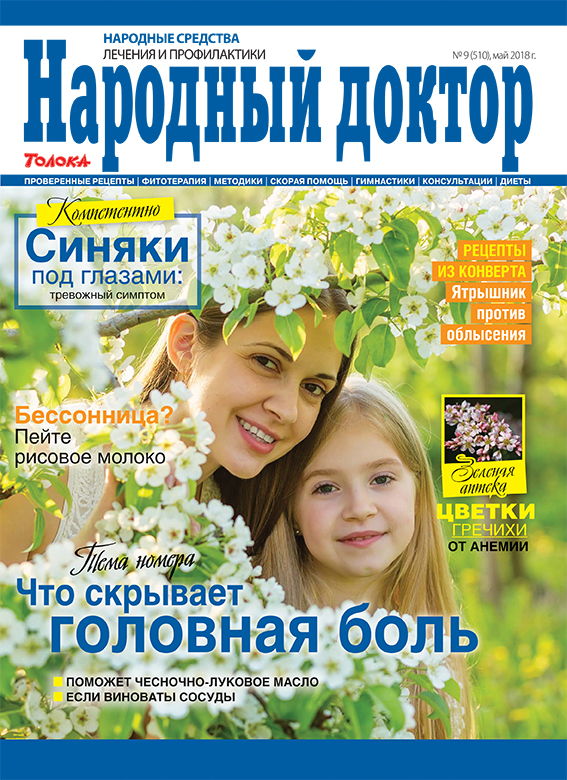 НАРОДНЫЕ СРЕДСТВА
ЛЕЧЕНИЯ И ПРОФИЛАКТИКИ
№ 9 (510), май 2018 г.
Народный доктор
Толока
ПРОВЕРЕННЫЕ РЕЦЕПТЫ | ФИТОТЕРАПИЯ | МЕТОДИКИ | СКОРАЯ ПОМОЩЬ | ГИМНАСТИКИ | КОНСУЛЬТАЦИИ | ДИЕТЫ
Компетентно
Синяки
под глазами:
тревожный симптом
РЕЦЕПТЫ
ИЗ КОНВЕРТА
Ятрышник
против
облысения
Бессонница?
Пейте
рисовое молоко
Зеленая
аптека
ЦВЕТКИ
ГРЕЧИХИ
ОТ АНЕМИИ
Тема номера
Что скрывает
головная боль
ПОМОЖЕТ ЧЕСНОЧНО-ЛУКОВОЕ МАСЛО
ЕСЛИ ВИНОВАТЫ СОСУДЫ